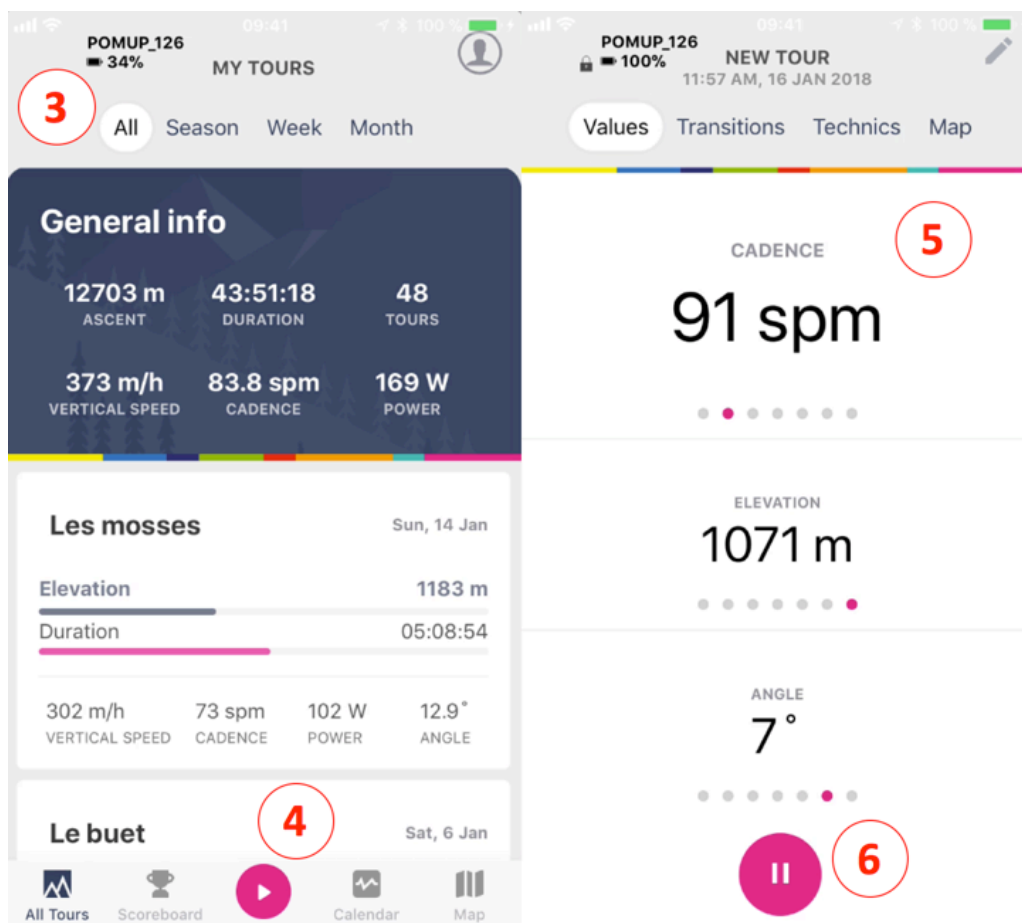 09:41 100 %
POMUP_126
34%
MY TOURS
3
All Season Week Month
General info
12703 m 43:51:18 48
ASCENT DURATION TOURS
373 m/h 83.8 spm 169 W
VERTICAL SPEED CADENCE POWER
Les mosses Sun, 14 Jan
Elevation 1183 m
Duration 05:08:54
302 m/h 73 spm 102 W 12.9°
VERTICAL SPEED CADENCE POWER ANGLE
4
Le buet Sat, 6 Jan
All Tours Scoreboard Calendar Map
09:41 100 %
POMUP_126
100%
NEW TOUR
11:57 AM, 16 JAN 2018
Values Transitions Technics Map
5
CADENCE
91 spm
ELEVATION
1071 m
ANGLE
7°
6